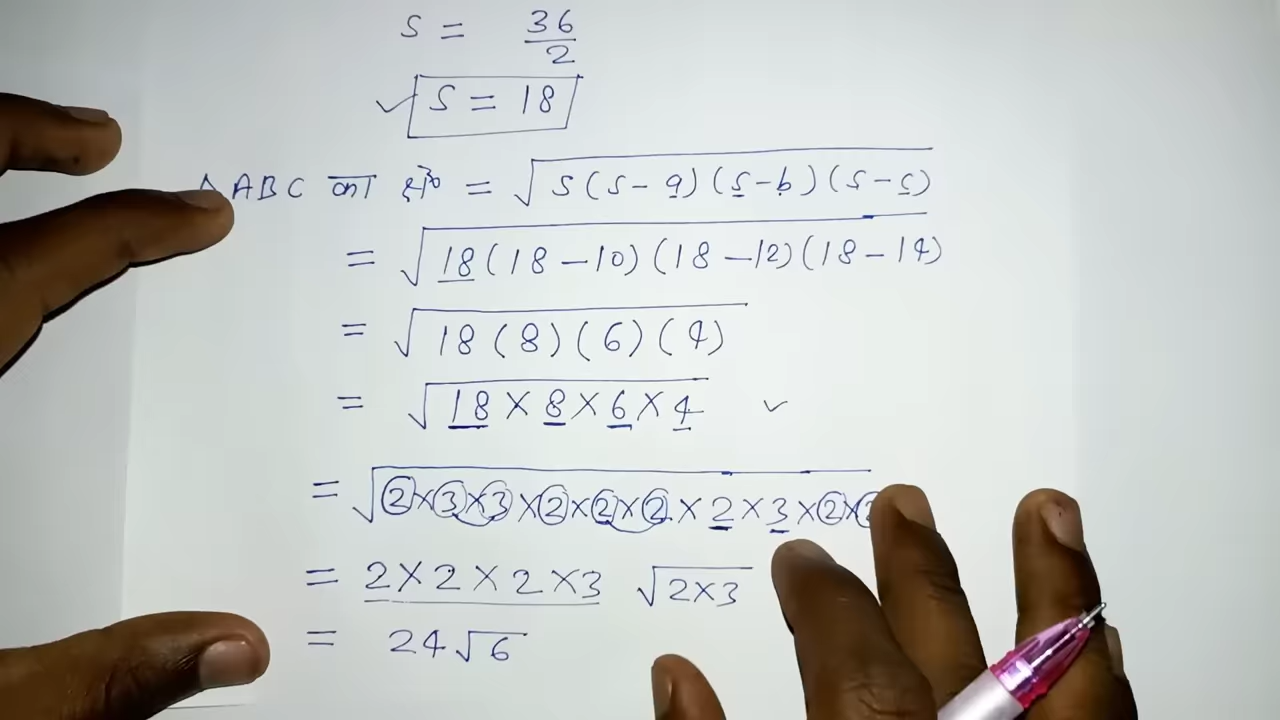 S = 36/2
S = 18
Δ ABC का क्षे० = √S(S-a)(S-b)(S-c)
= √18(18-10)(18-12)(18-14)
= √18(8)(6)(4)
= √18×8×6×4
= √2×3×3×2×2×2×2×3×2×
= 2×2×2×3 √2×3
= 24√6